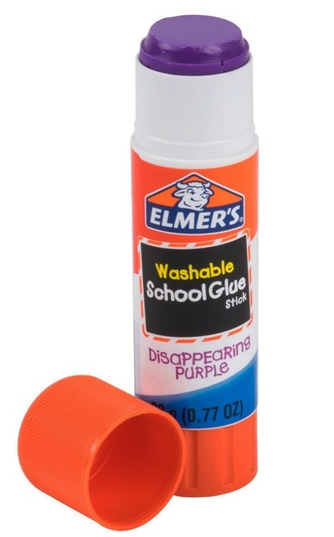 ELMER'S
Washable
School Glue
Stick
DISAPPEARING
PURPLE
g (0.77 OZ)